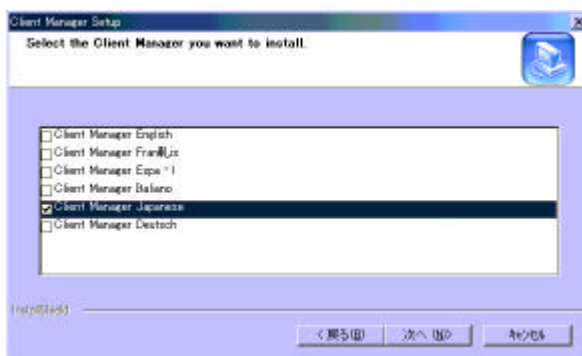 Client Manager Setup
Select the Client Manager you want to install.
Client Manager English
Client Manager
Client Manager
Client Manager Italiano
Client Manager Japanese
Client Manager Deutsch
InstallShield
< 戻る(B)
次へ (N)>
キャンセル